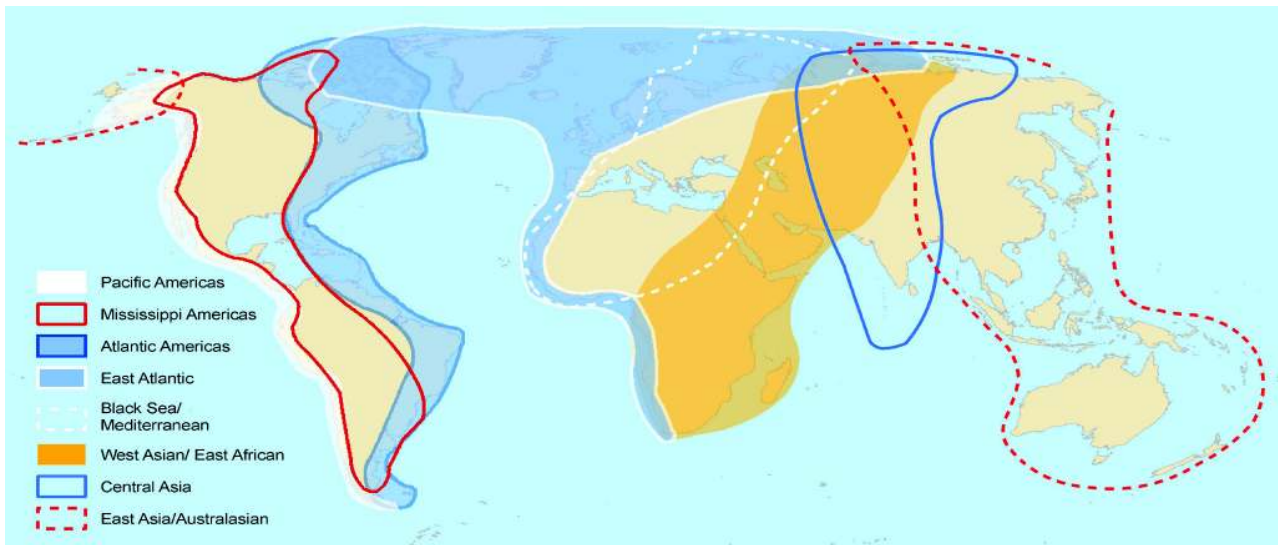 Pacific Americas
Mississippi Americas
Atlantic Americas
East Atlantic
Black Sea/
Mediterranean
West Asian/ East African
Central Asia
East Asia/Australasian